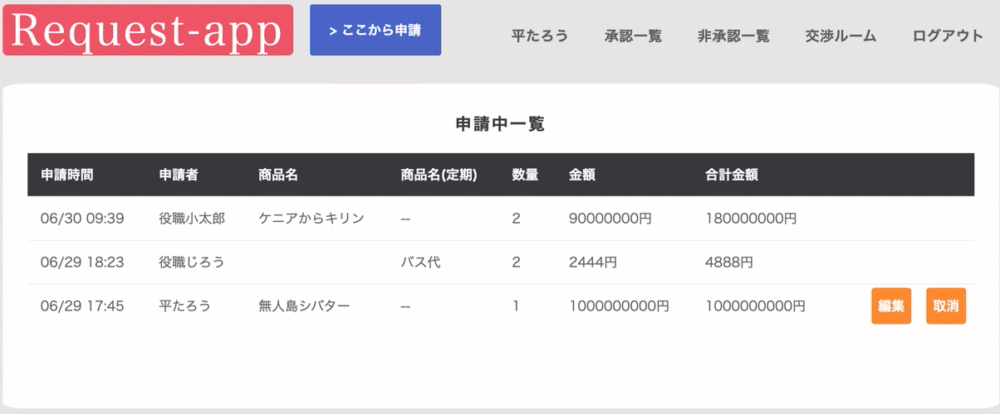 Request-app > ここから申請 平たろう 承認一覧 非承認一覧 交渉ルーム ログアウト
申請中一覧
申請時間 申請者 商品名 商品名(定期) 数量 金額 合計金額
06/30 09:39 役職小太郎 ケニアからキリン -- 2 90000000円 180000000円
06/29 18:23 役職じろう バス代 2 2444円 4888円
06/29 17:45 平たろう 無人島シバター -- 1 1000000000円 1000000000円 編集 取消